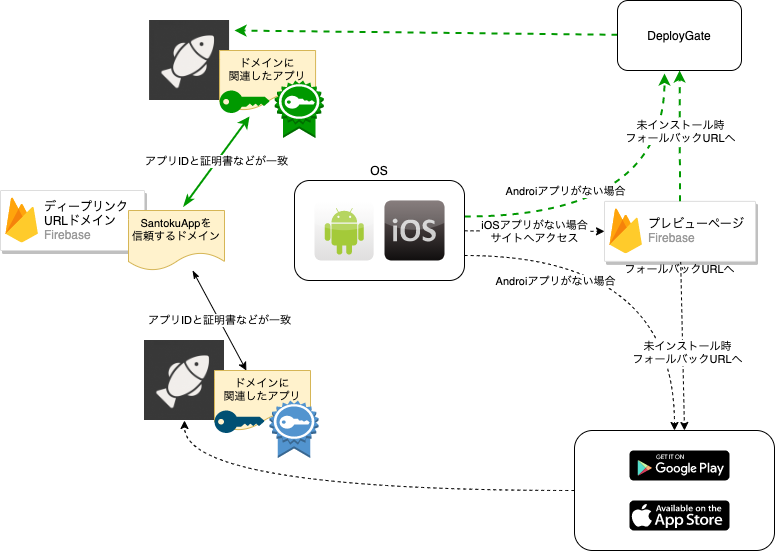 DeployGate
ドメインに
関連したアプリ
未インストール時
フォールバックURLへ
アプリIDと証明書などが一致
OS
Androiアプリがない場合
ディープリンク
URLドメイン
Firebase
SantokuAppを
信頼するドメイン
iOS
iOSアプリがない場合
サイトへアクセス
プレビューページ
Firebase
フォールバックURLへ
Androiアプリがない場合
アプリIDと証明書などが一致
未インストール時
フォールバックURLへ
ドメインに
関連したアプリ
GET IT ON
Google Play
Available on the
App Store